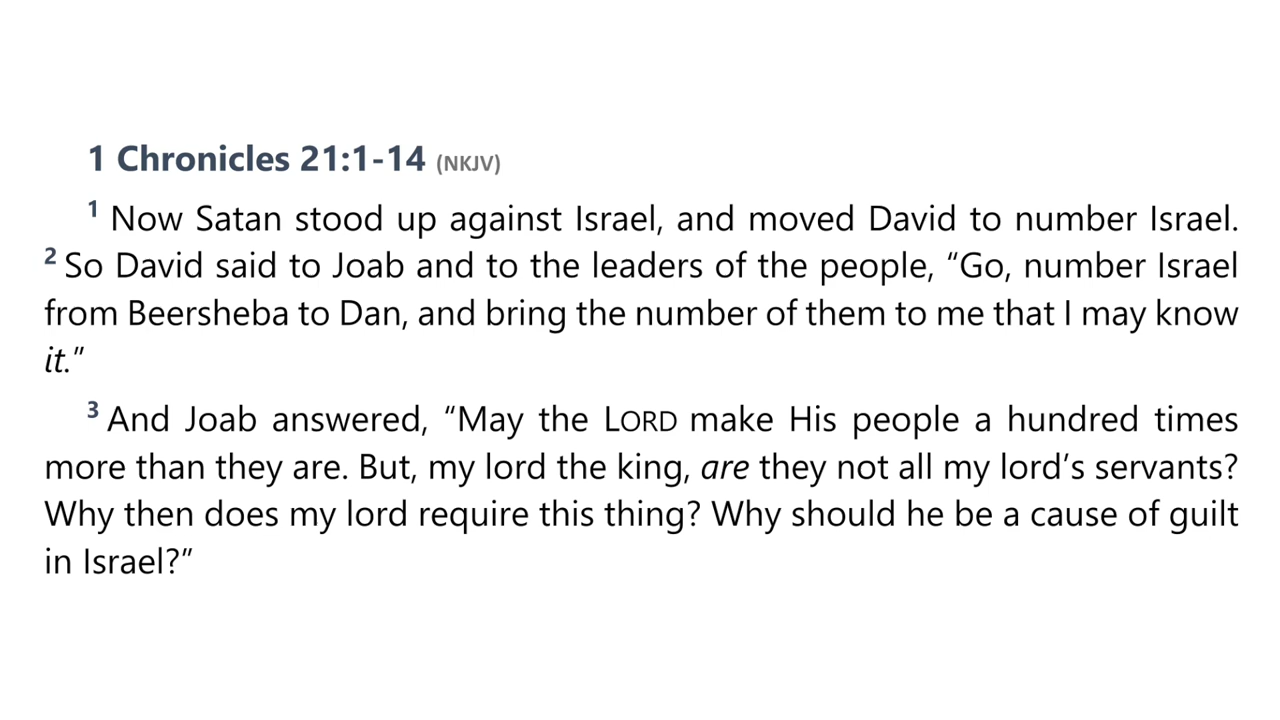 1 Chronicles 21:1-14 (NKJV)
1 Now Satan stood up against Israel, and moved David to number Israel.
2 So David said to Joab and to the leaders of the people, “Go, number Israel
from Beersheba to Dan, and bring the number of them to me that I may know
it.”
3 And Joab answered, “May the LORD make His people a hundred times
more than they are. But, my lord the king, are they not all my lord’s servants?
Why then does my lord require this thing? Why should he be a cause of guilt
in Israel?”